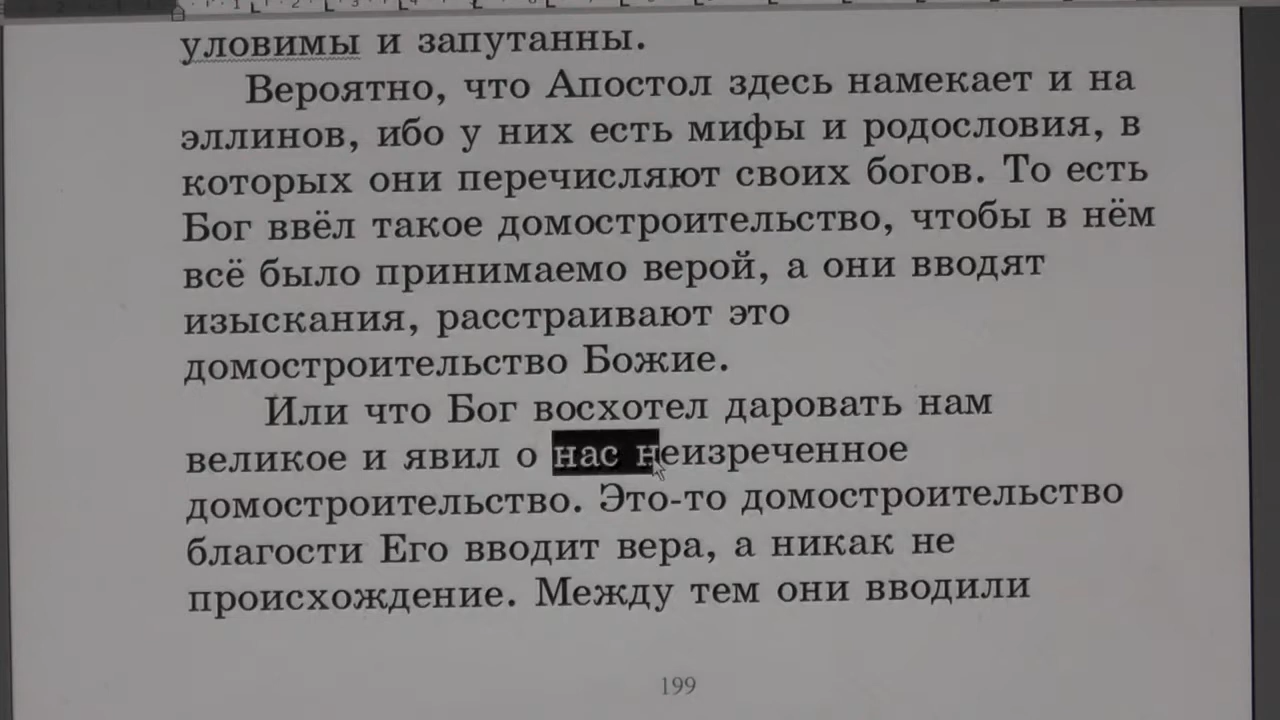 уловимы и запутанны.
Вероятно, что Апостол здесь намекает и на
эллинов, ибо у них есть мифы и родословия, в
которых они перечисляют своих богов. То есть
Бог ввёл такое домостроительство, чтобы в нём
всё было принимаемо верой, а они вводят
изыскания, расстраивают это
домостроительство Божие.
Или что Бог восхотел даровать нам
великое и явил о нас неизреченное
домостроительство. Это-то домостроительство
благости Его вводит вера, а никак не
происхождение. Между тем они вводили
199